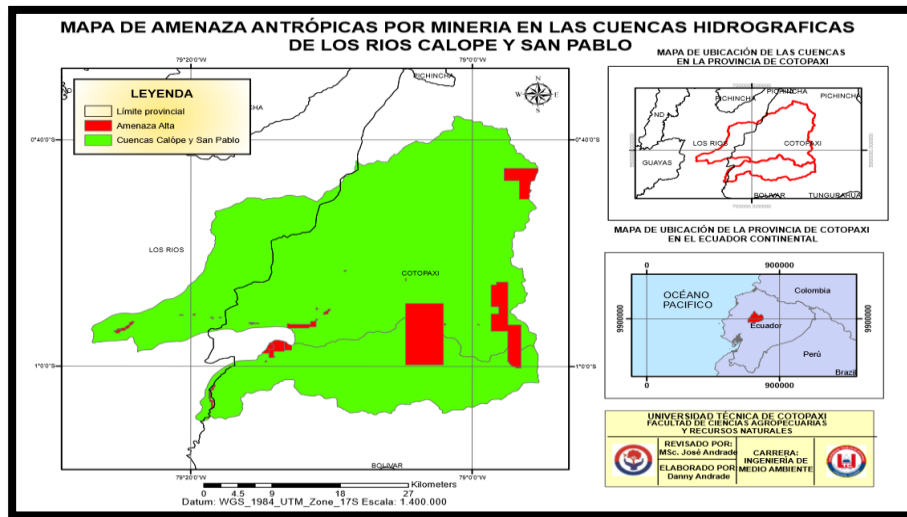 MAPA DE AMENAZA ANTRÓPICAS POR MINERIA EN LAS CUENCAS HIDROGRAFICAS
DE LOS RIOS CALOPE Y SAN PABLO
79°20'0"W
79°0'0"W
PICHINCHA
LEYENDA
Límite provincial
Amenaza Alta
Cuencas Calópe y San Pablo
N
W
E
S
0°40'0"S
0°40'0"S
LOS RIOS
COTOPAXI
1°0'0"S
1°0'0"S
BOLIVAR
79°20'0"W
79°0'0"W
Kilometers
0 4.5 9 18 27
Datum: WGS_1984_UTM_Zone_17S Escala: 1.400.000
MAPA DE UBICACIÓN DE LAS CUENCAS
EN LA PROVINCIA DE COTOPAXI
PICHINCHA
PICHINCHA
PICHINCHA
ND
LOS RIOS
COTOPAXI
GUAYAS
BOLIVAR
TUNGURAHUA
MAPA DE UBICACIÓN DE LA PROVINCIA DE COTOPAXI
EN EL ECUADOR CONTINENTAL
0
900000
OCÉANO
PACIFICO
Colombia
9900000
9900000
Ecuador
Perú
Brazil
0
900000
UNIVERSIDAD TÉCNICA DE COTOPAXI
FACULTAD DE CIENCIAS AGROPECUARIAS
Y RECURSOS NATURALES
REVISADO POR:
MSc. José Andrade
ELABORADO POR:
Danny Andrade
CARRERA:
INGENIERÍA DE
MEDIO AMBIENTE